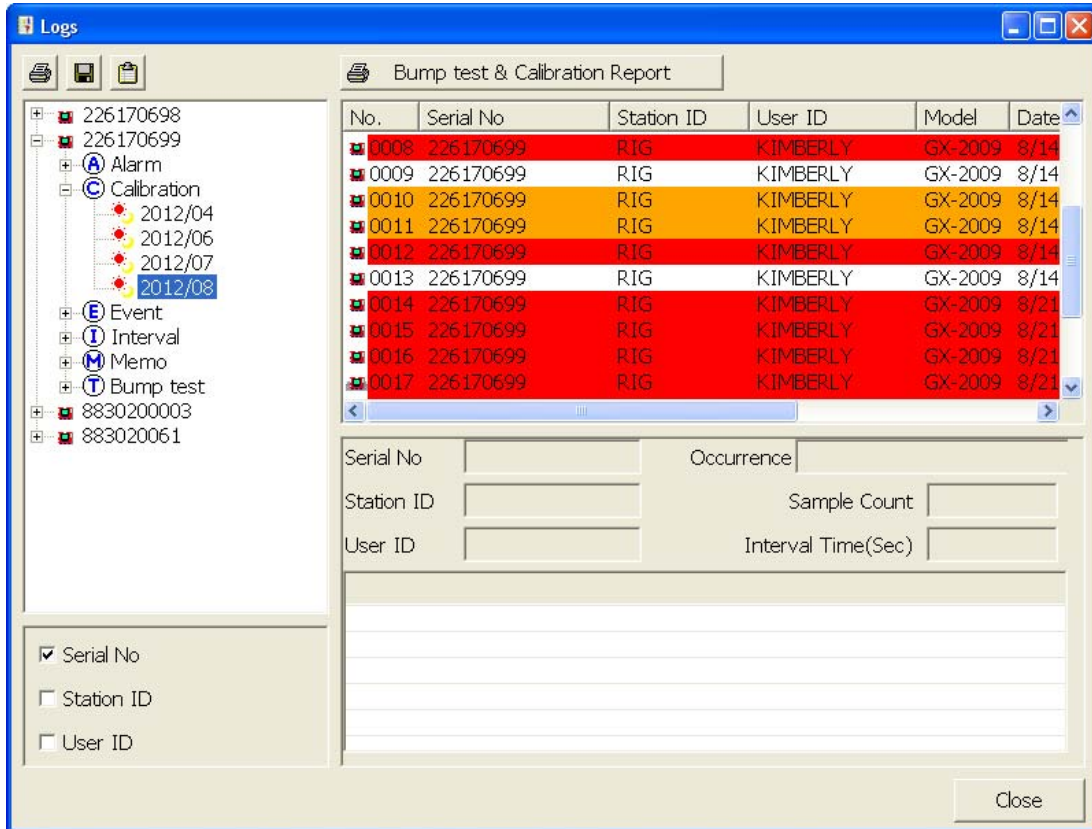 Logs
Bump test & Calibration Report
226170698
226170699
A Alarm
C Calibration
2012/04
2012/06
2012/07
2012/08
E Event
I Interval
M Memo
T Bump test
8830200003
883020061
No. Serial No Station ID User ID Model Date
0008 226170699 RIG KIMBERLY GX-2009 8/14
0009 226170699 RIG KIMBERLY GX-2009 8/14
0010 226170699 RIG KIMBERLY GX-2009 8/14
0011 226170699 RIG KIMBERLY GX-2009 8/14
0012 226170699 RIG KIMBERLY GX-2009 8/14
0013 226170699 RIG KIMBERLY GX-2009 8/14
0014 226170699 RIG KIMBERLY GX-2009 8/21
0015 226170699 RIG KIMBERLY GX-2009 8/21
0016 226170699 RIG KIMBERLY GX-2009 8/21
0017 226170699 RIG KIMBERLY GX-2009 8/21
Serial No Occurrence
Station ID Sample Count
User ID Interval Time(Sec)
Serial No
Station ID
User ID
Close